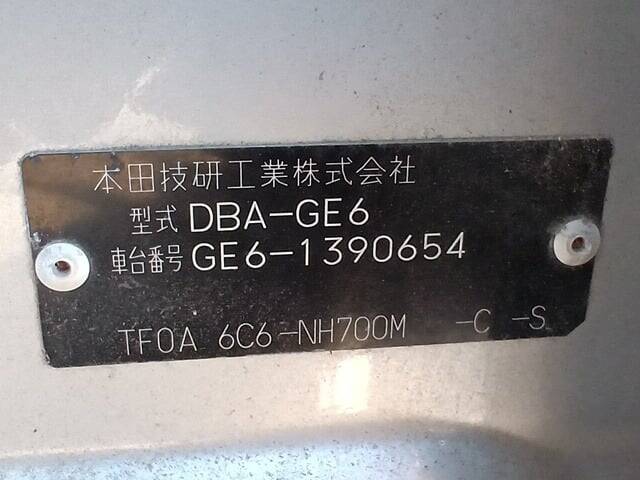 本田技研工業株式会社
型式 DBA-GE6
車台番号 GE6-1390654
TF0A 6C6-NH700M -C -S